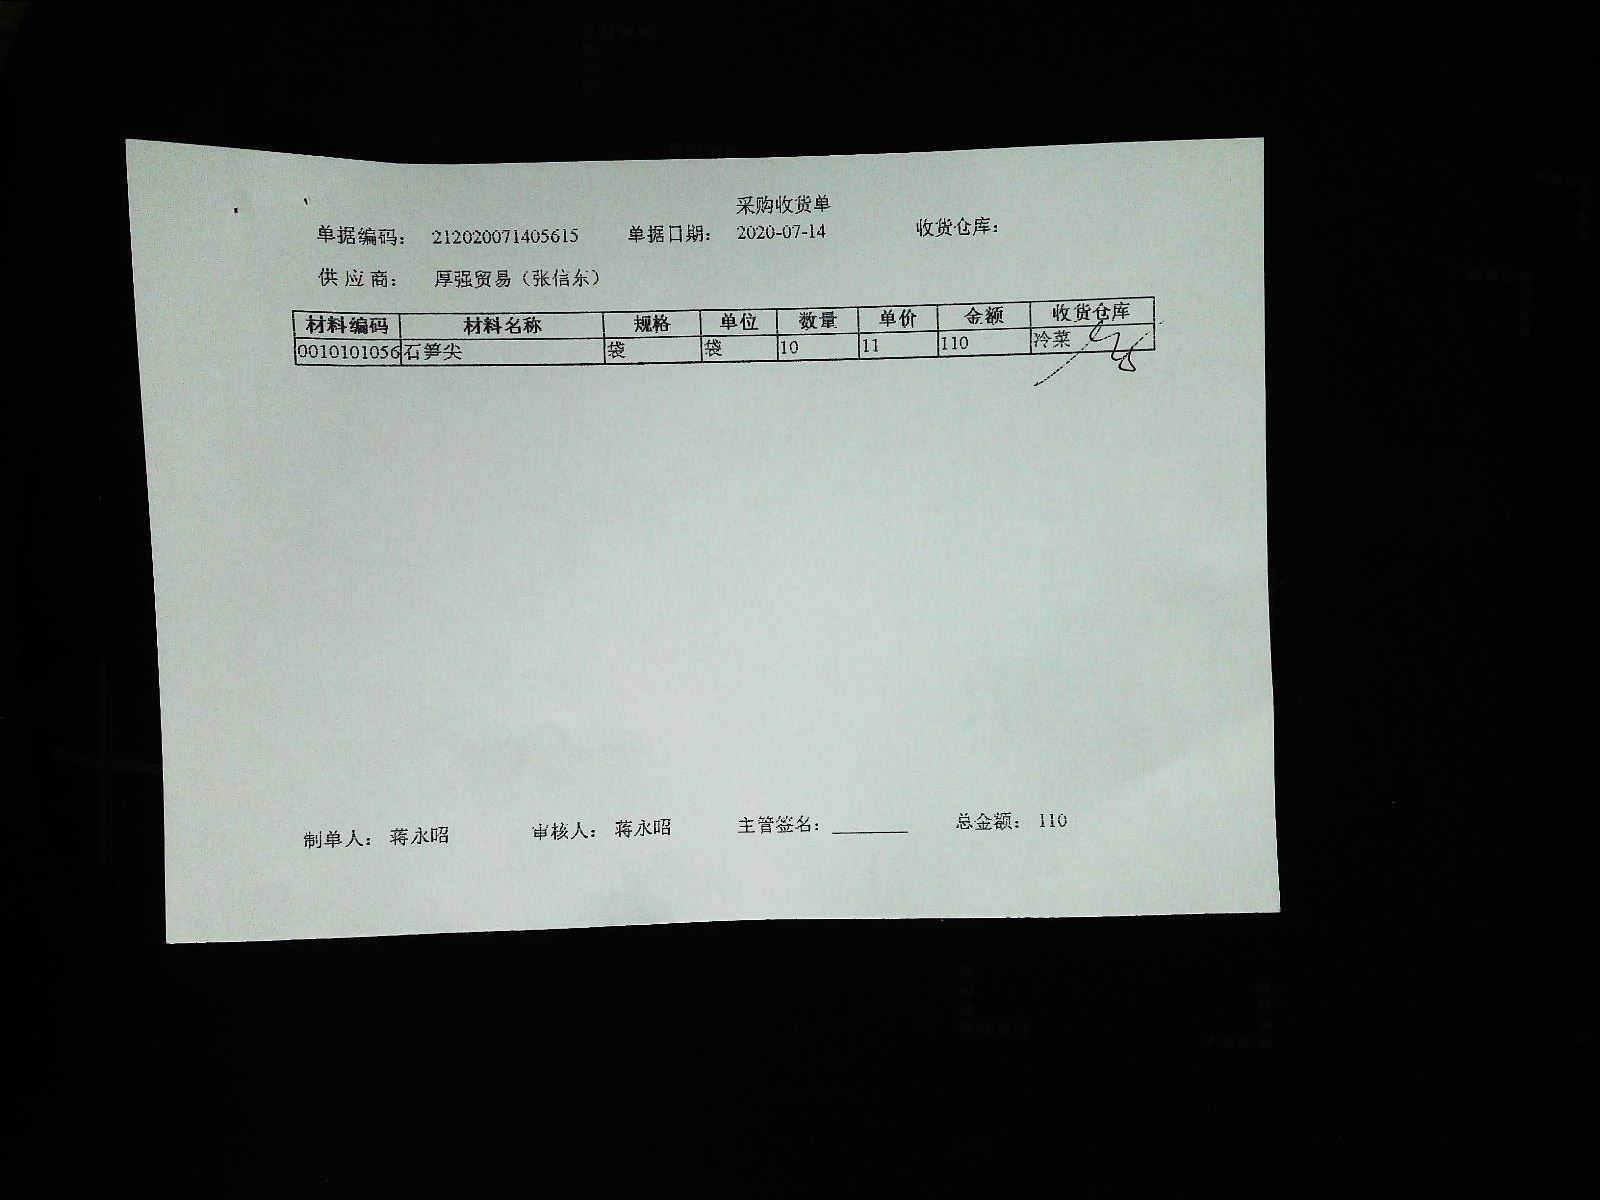 采购收货单
单据编码： 212020071405615 单据日期： 2020-07-14 收货仓库：
供 应 商： 厚强贸易（张信东）
材料编码 材料名称 规格 单位 数量 单价 金额 收货仓库
0010101056 石笋尖 袋 袋 10 11 110 冷菜
制单人： 蒋永昭 审核人： 蒋永昭 主管签名：________ 总金额： 110